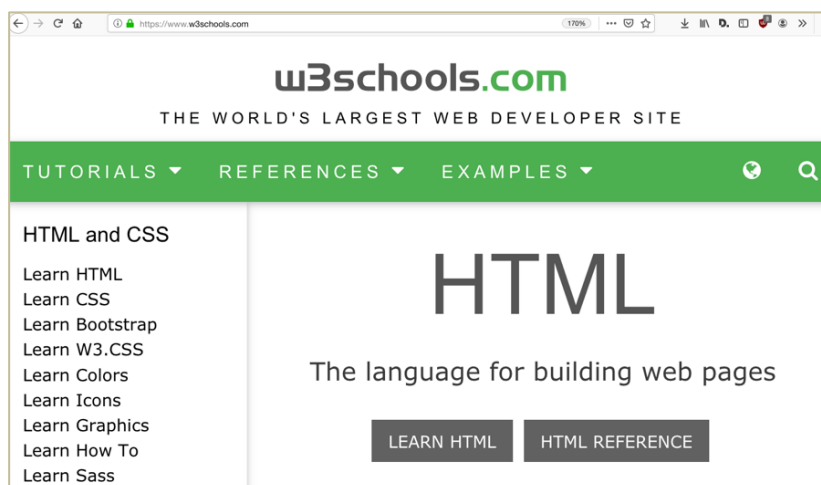 https://www.w3schools.com 170%
w3schools.com
THE WORLD'S LARGEST WEB DEVELOPER SITE
TUTORIALS REFERENCES EXAMPLES
HTML and CSS
Learn HTML
Learn CSS
Learn Bootstrap
Learn W3.CSS
Learn Colors
Learn Icons
Learn Graphics
Learn How To
Learn Sass
HTML
The language for building web pages
LEARN HTML HTML REFERENCE